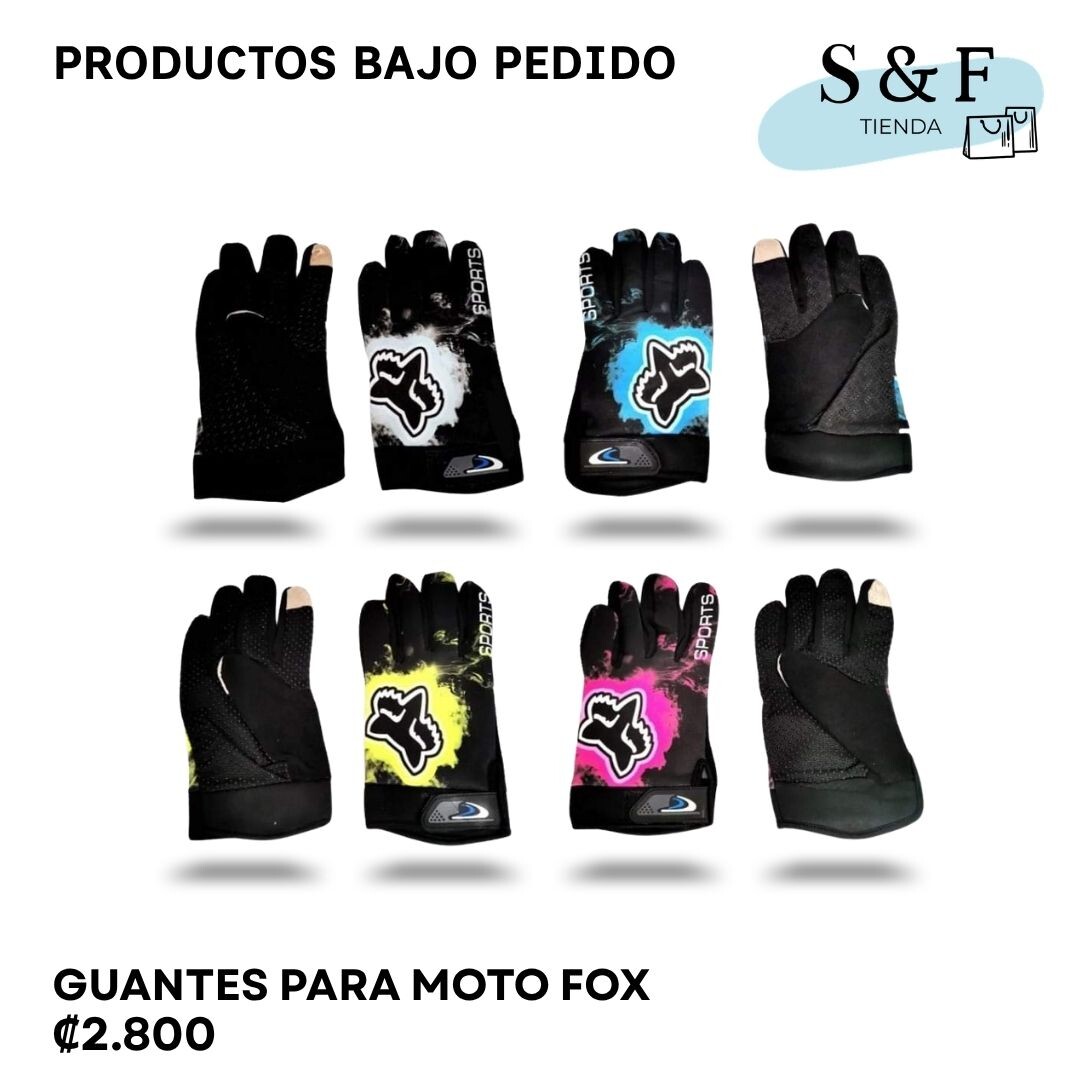 PRODUCTOS BAJO PEDIDO
S & F
TIENDA
SPORTS
SPORTS
SPORTS
SPORTS
GUANTES PARA MOTO FOX
₡2.800